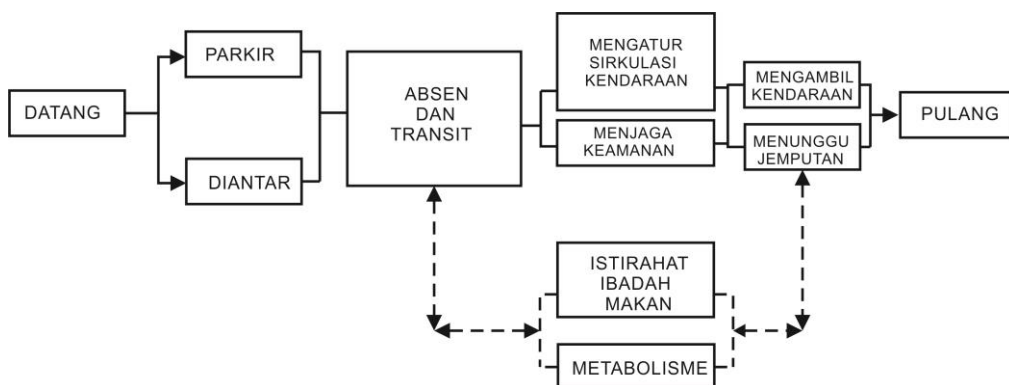 DATANG
PARKIR
DIANTAR
ABSEN
DAN
TRANSIT
MENGATUR
SIRKULASI
KENDARAAN
MENJAGA
KEAMANAN
MENGAMBIL
KENDARAAN
MENUNGGU
JEMPUTAN
PULANG
ISTIRAHAT
IBADAH
MAKAN
METABOLISME